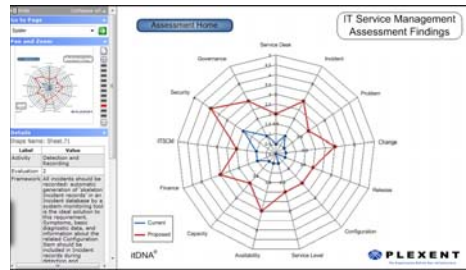 Hide
Go to Page
Spider
Pan and Zoom
Details
Shape Name: Sheet.71
Label Value
Activity Detection and
Recording
Evaluation 2
Framework All incidents should be
recorded: automatic
generation of
incident records' in an
incident database by a
system monitoring tool
is the ideal solution to
this requirement.
Symptoms, basic
diagnostic data, and
information about the
related Configuration
Item should be
included in Incident
records during
detection and
Assessment Home
IT Service Management
Assessment Findings
Service Desk
Incident
Problem
Change
Release
Configuration
Service Level
Availability
Capacity
Finance
ITSCM
Security
Governance
Current
Proposed
itDNA®
PLEXENT